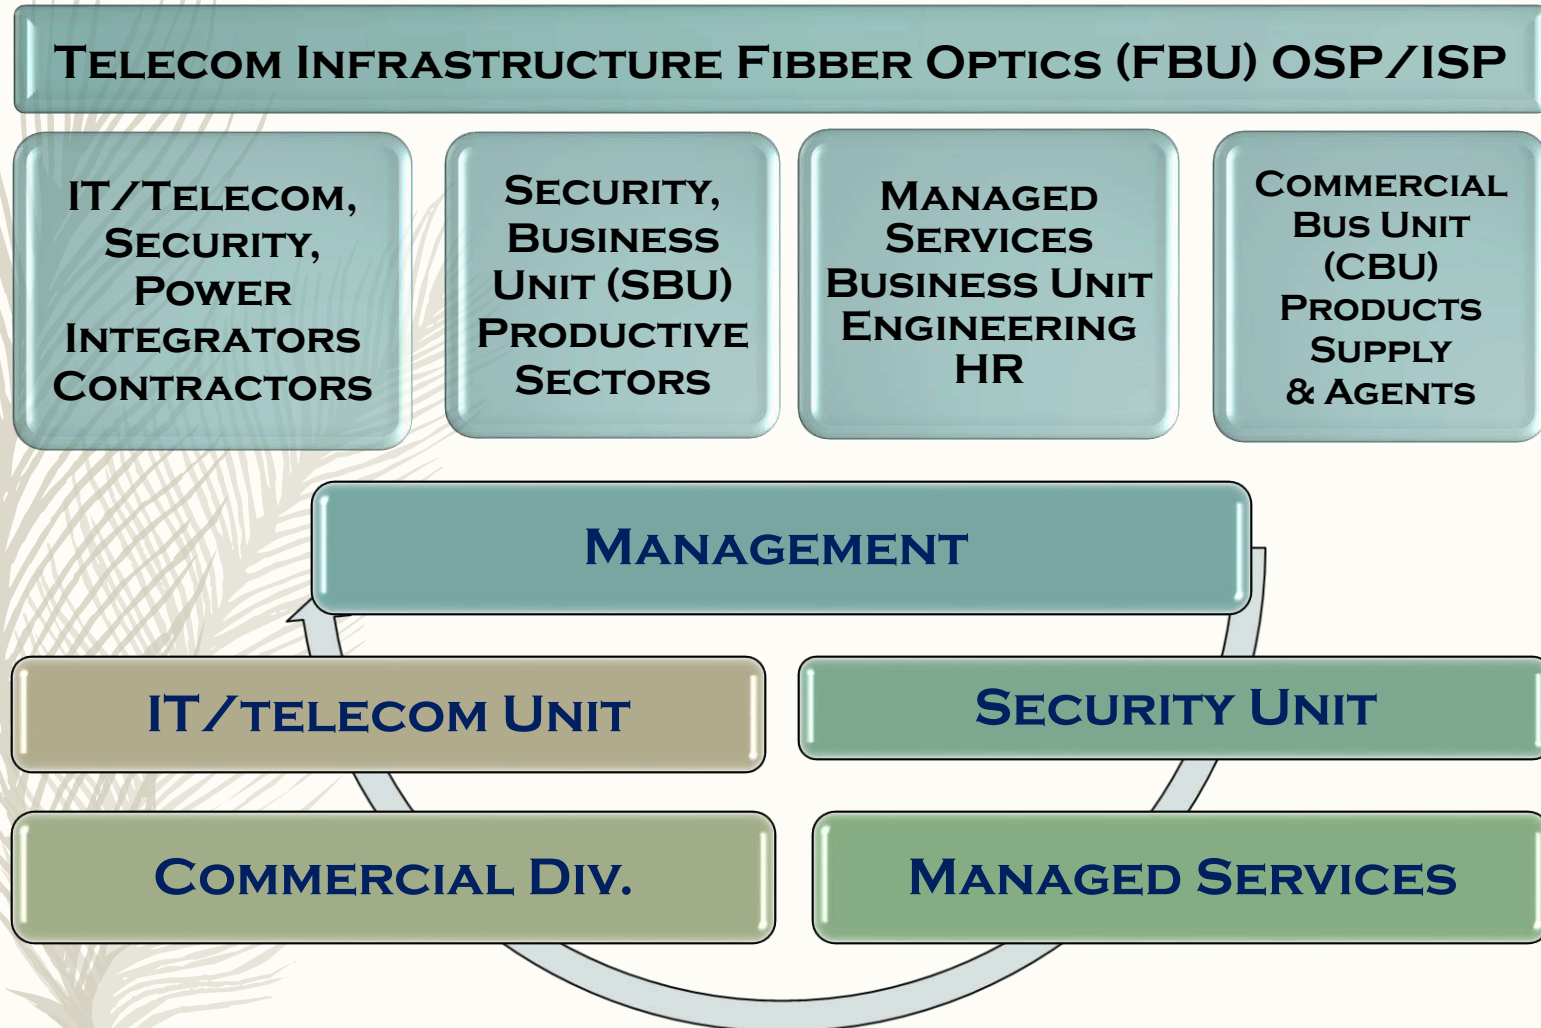 Telecom Infrastructure Fibber Optics (FBU) OSP/ISP
IT/Telecom,
Security,
Power
Integrators
Contractors
Security,
Business
Unit (SBU)
Productive
Sectors
Managed
Services
Business Unit
Engineering
HR
Commercial
Bus Unit
(CBU)
Products
Supply
& Agents
Management
IT/telecom Unit
Security Unit
Commercial Div.
Managed Services